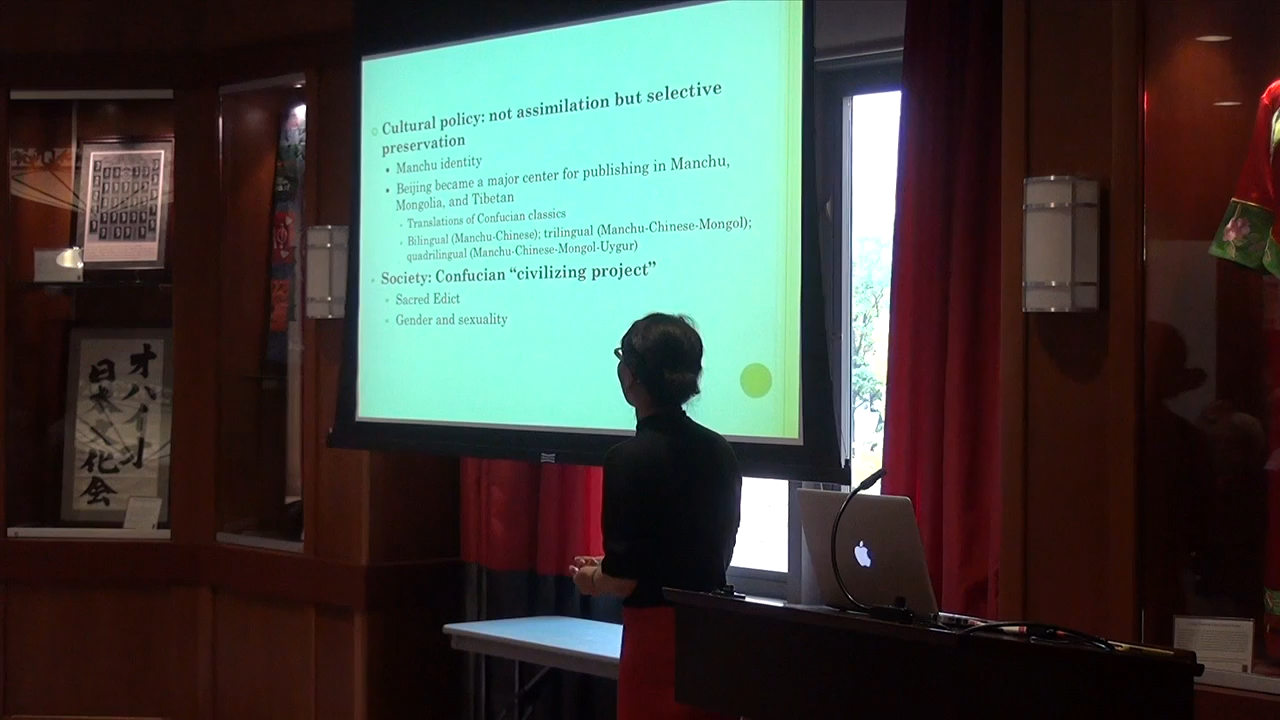 Cultural policy: not assimilation but selective
preservation
Manchu identity
Beijing became a major center for publishing in Manchu,
Mongolia, and Tibetan
Translations of Confucian classics
Bilingual (Manchu-Chinese); trilingual (Manchu-Chinese-Mongol);
quadrilingual (Manchu-Chinese-Mongol-Uygur)
Society: Confucian “civilizing project”
Sacred Edict
Gender and sexuality
オハイオ
日本文化会